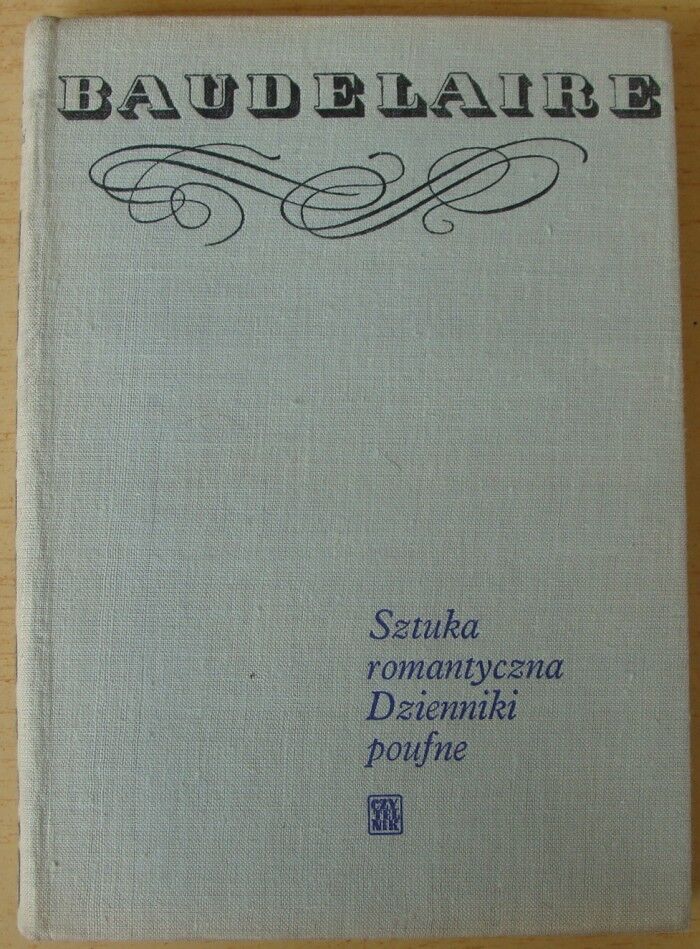 BAUDELAIRE
Sztuka
romantyczna
Dzienniki
poufne
CZY
TEL
NIK